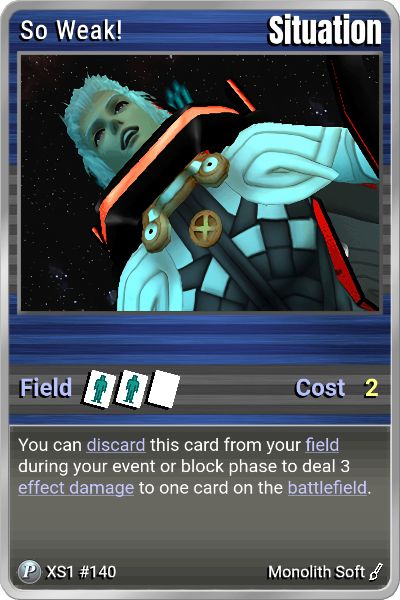 So Weak!
Situation
Field
Cost 2
You can discard this card from your field
during your event or block phase to deal 3
effect damage to one card on the battlefield.
P XS1 #140
Monolith Soft